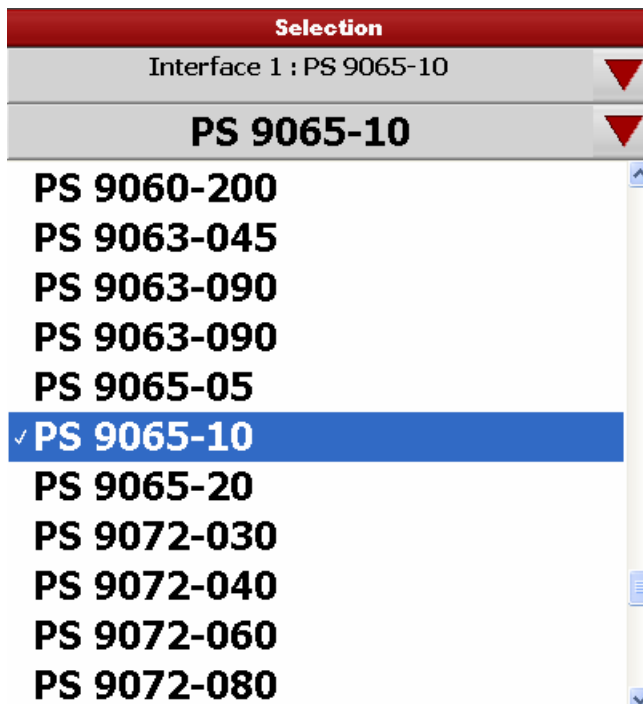 Selection
Interface 1 : PS 9065-10
PS 9065-10
PS 9060-200
PS 9063-045
PS 9063-090
PS 9063-090
PS 9065-05
✓PS 9065-10
PS 9065-20
PS 9072-030
PS 9072-040
PS 9072-060
PS 9072-080